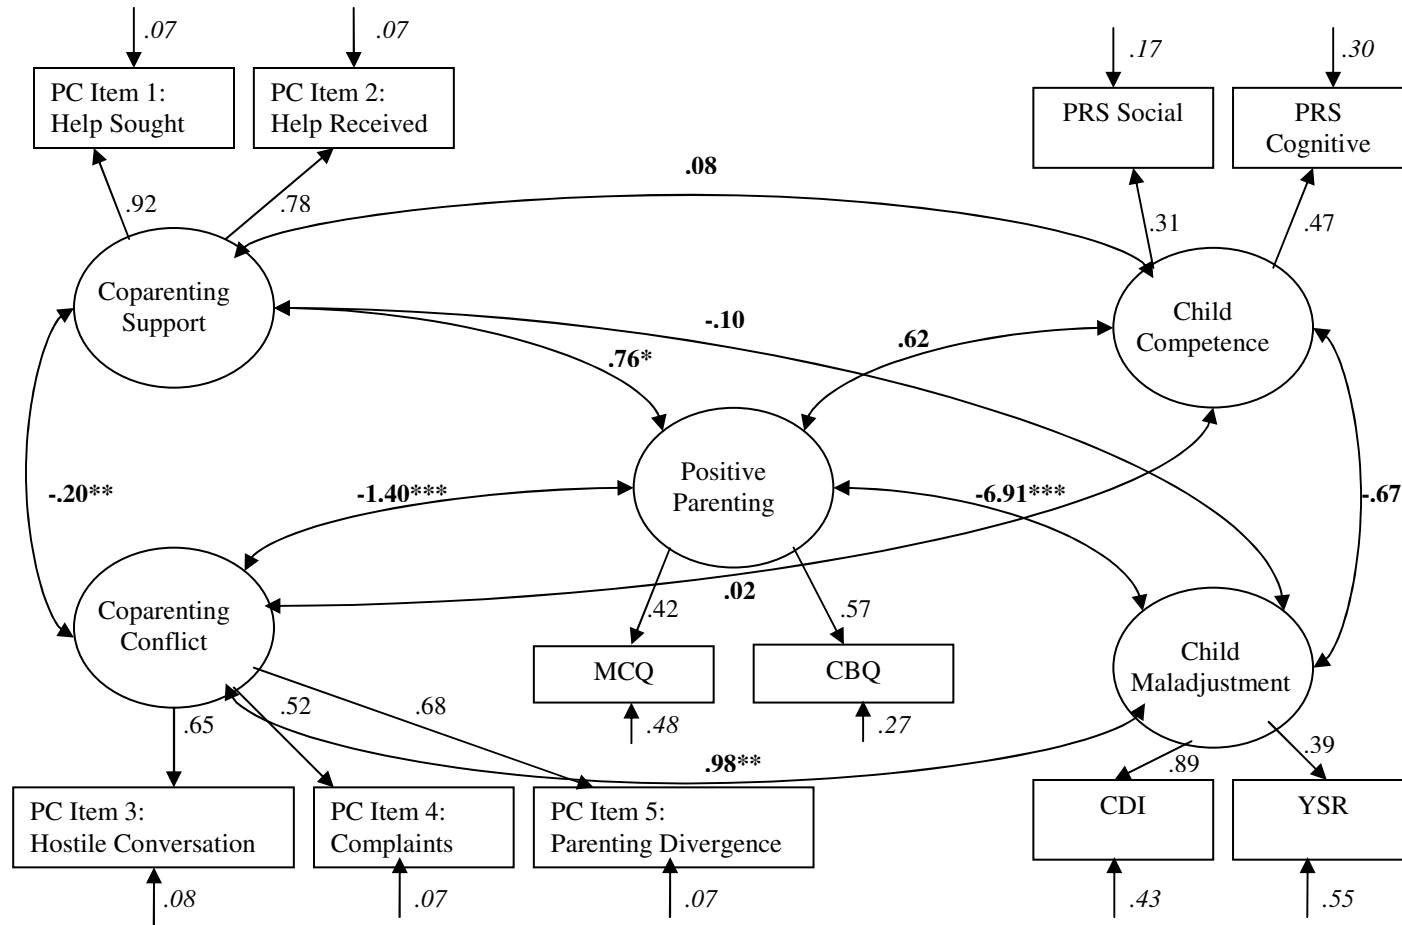 .07
.07
.17
.30
PC Item 1:
Help Sought
PC Item 2:
Help Received
PRS Social
PRS
Cognitive
.08
.92
.78
.31
.47
Coparenting
Support
Child
Competence
-.10
.62
.76*
Positive
Parenting
-.20**
-1.40***
-6.91***
-.67
Coparenting
Conflict
.02
.42
.57
Child
Maladjustment
MCQ
CBQ
.65
.52
.68
.48
.27
.98**
.89
.39
PC Item 3:
Hostile Conversation
PC Item 4:
Complaints
PC Item 5:
Parenting Divergence
CDI
YSR
.08
.07
.07
.43
.55